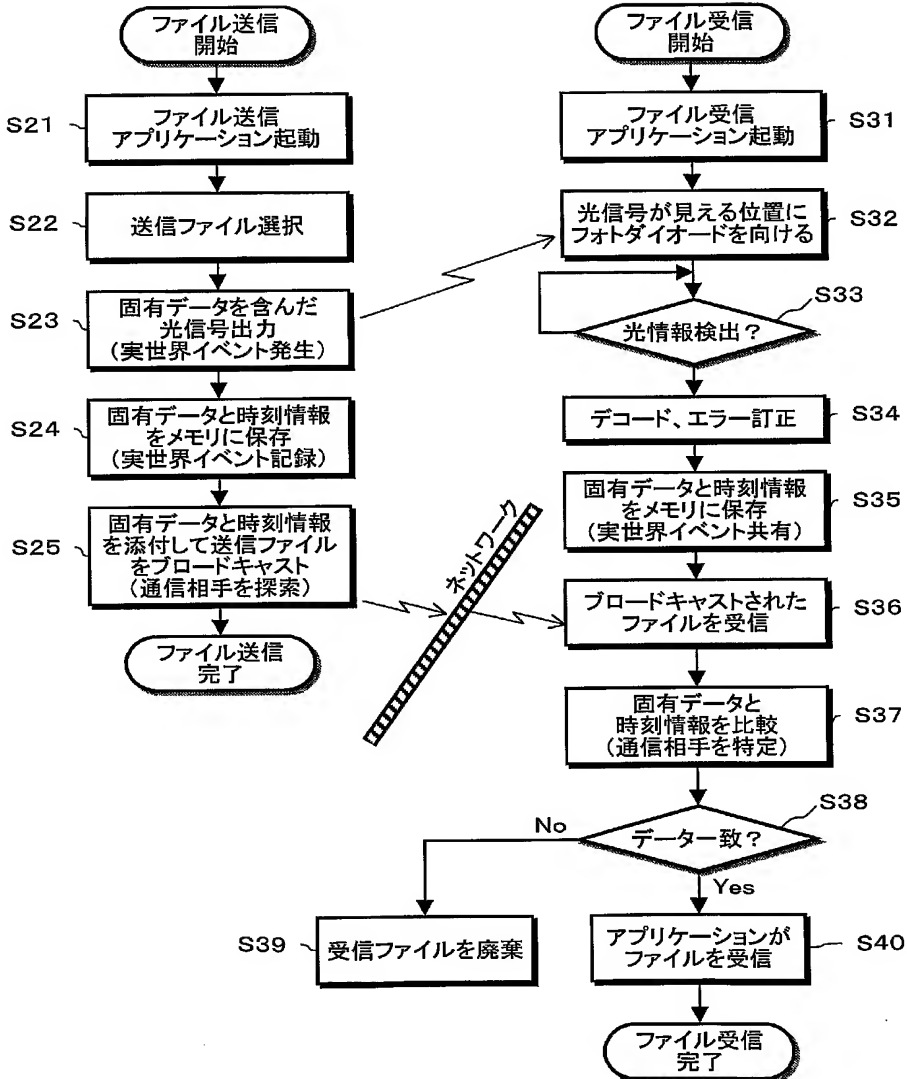 ファイル送信
開始
S21
ファイル送信
アプリケーション起動
S22
送信ファイル選択
S23
固有データを含んだ
光信号出力
(実世界イベント発生)
S24
固有データと時刻情報
をメモリに保存
(実世界イベント記録)
S25
固有データと時刻情報
を添付して送信ファイル
をブロードキャスト
(通信相手を探索)
ファイル送信
完了
ネットワーク
ファイル受信
開始
ファイル受信
アプリケーション起動
S31
光信号が見える位置に
フォトダイオードを向ける
S32
光情報検出?
S33
デコード、エラー訂正
S34
固有データと時刻情報
をメモリに保存
(実世界イベント共有)
S35
ブロードキャストされた
ファイルを受信
S36
固有データと
時刻情報を比較
(通信相手を特定)
S37
データ一致?
S38
No
Yes
S39
受信ファイルを廃棄
アプリケーションが
ファイルを受信
S40
ファイル受信
完了